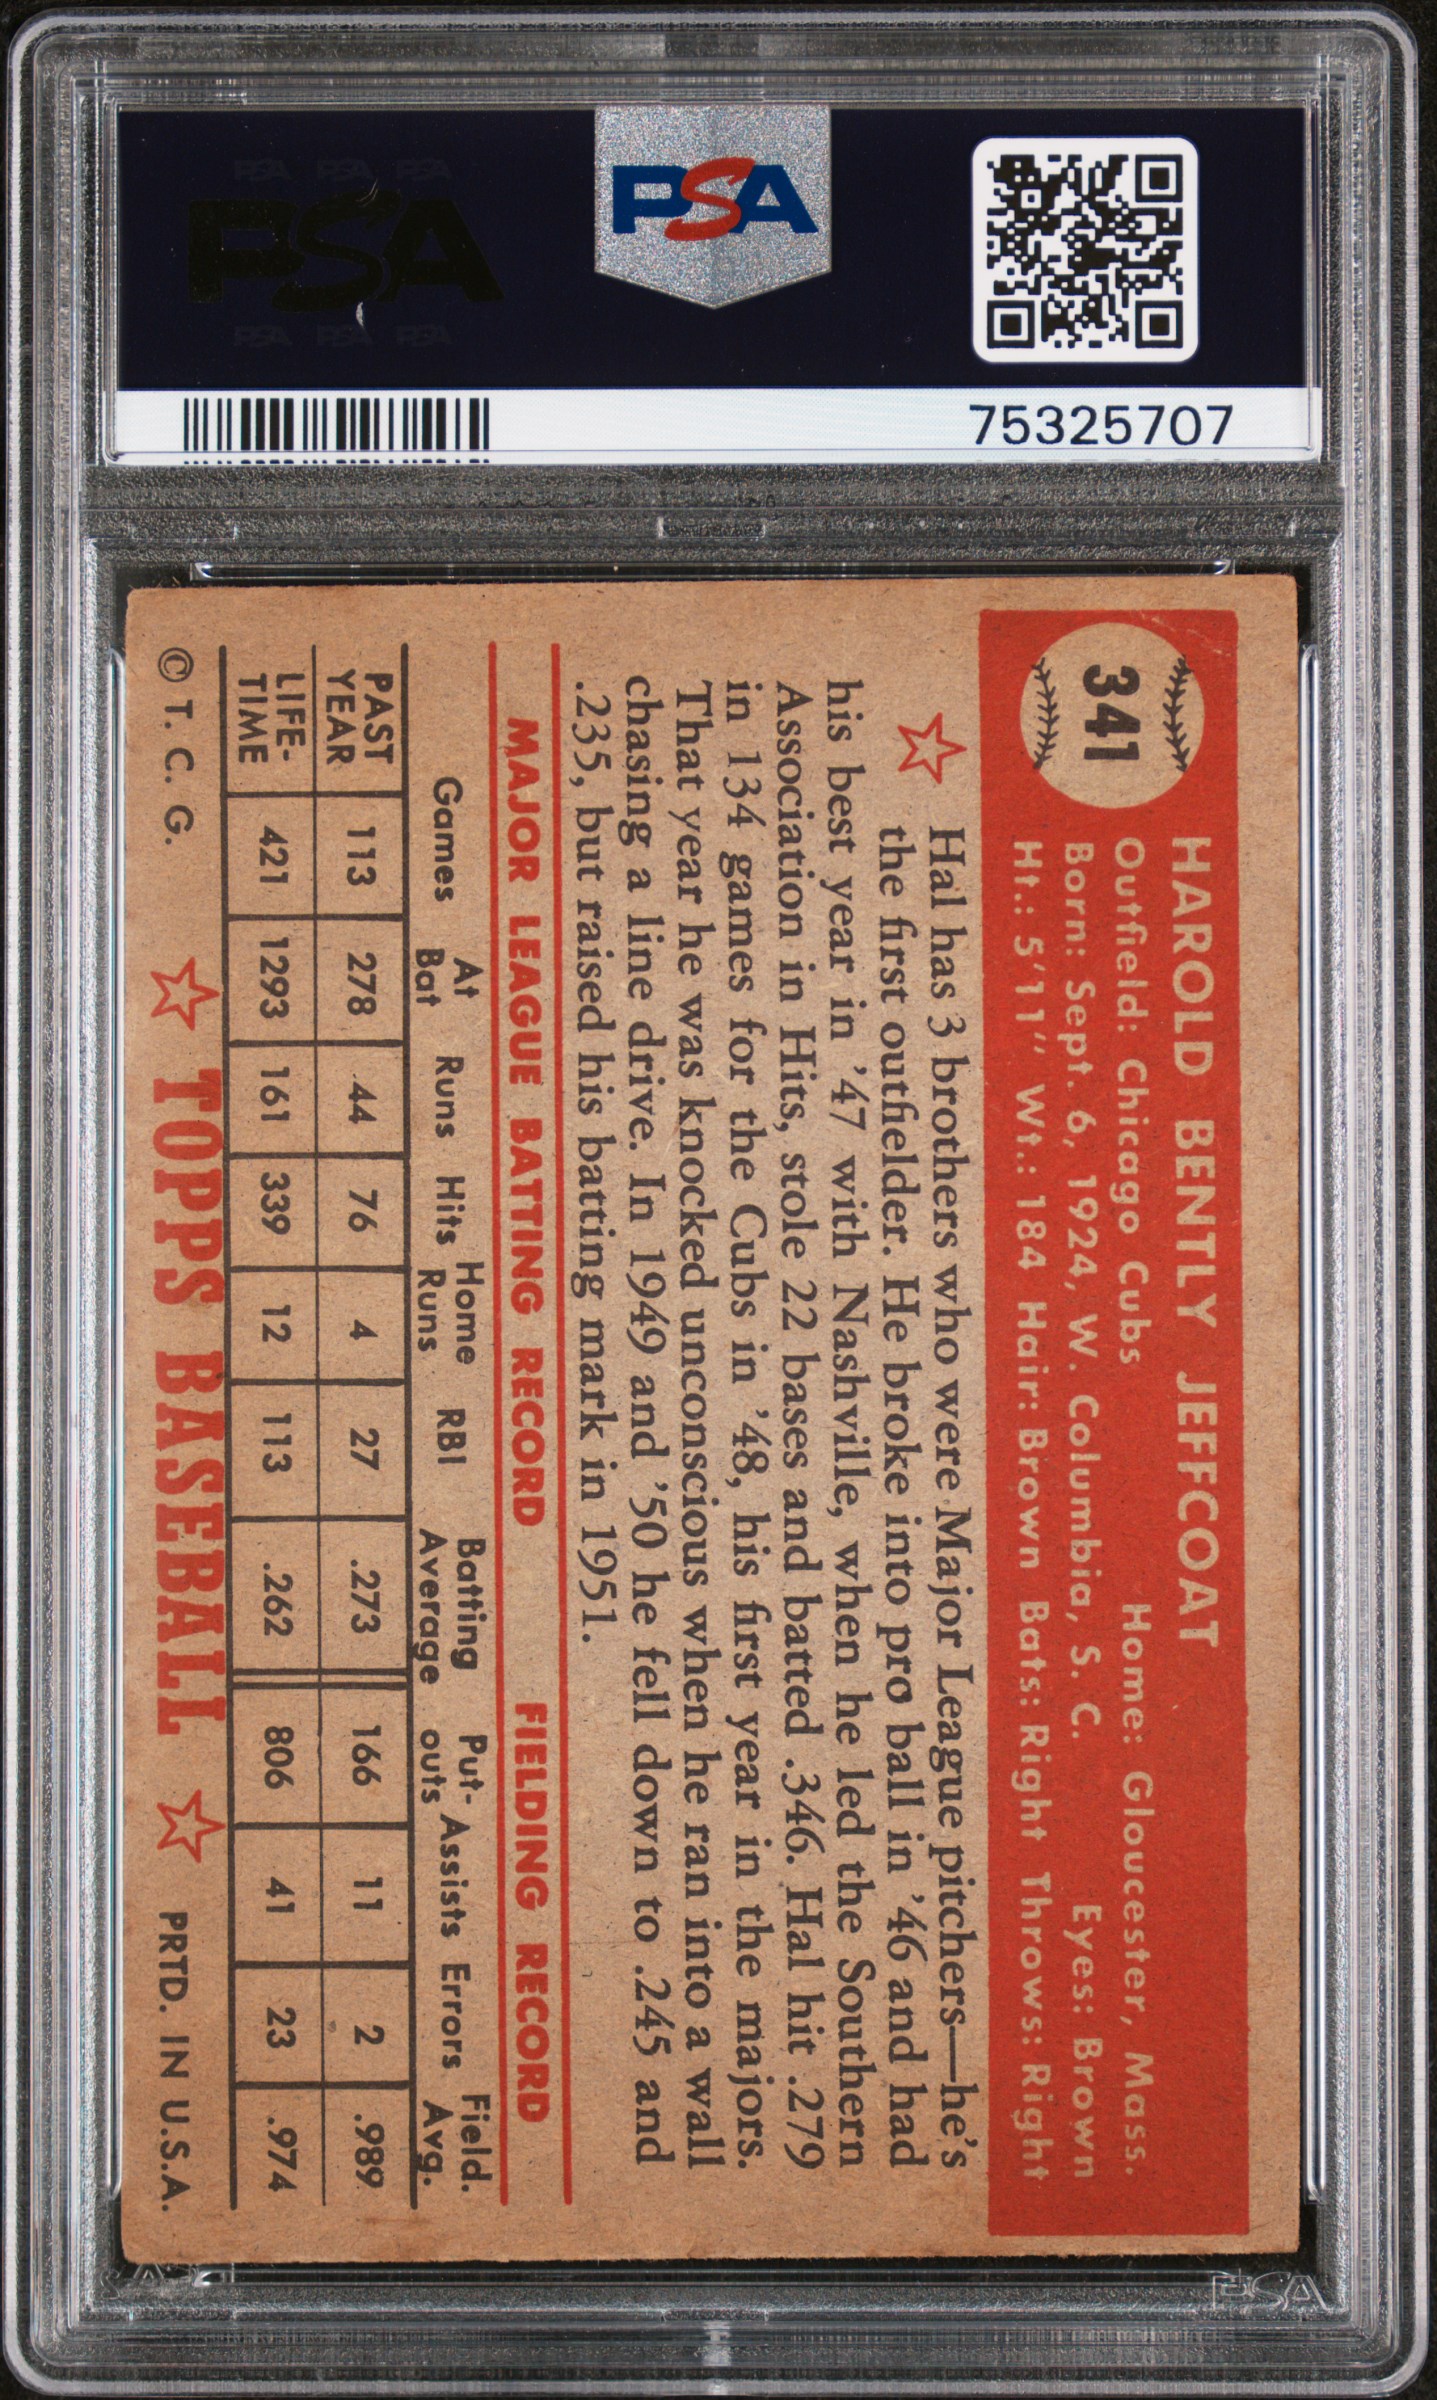 PSA PSA PSA
PSA
PSA PSA PSA
PSA
75325707
341
HAROLD BENTLY JEFFCOAT
Outfield: Chicago Cubs Home: Gloucester, Mass.
Born: Sept. 6, 1924, W. Columbia, S. C. Eyes: Brown
Ht.: 5'11" Wt.: 184 Hair: Brown Bats: Right Throws: Right
Hal has 3 brothers who were Major League pitchers—he's
the first outfielder. He broke into pro ball in '46 and had
his best year in '47 with Nashville, when he led the Southern
Association in Hits, stole 22 bases and batted .346. Hal hit .279
in 134 games for the Cubs in '48, his first year in the majors.
That year he was knocked unconscious when he ran into a wall
chasing a line drive. In 1949 and '50 he fell down to .245 and
.235, but raised his batting mark in 1951.
MAJOR LEAGUE BATTING RECORD FIELDING RECORD
Games At Bat Runs Hits Home Runs RBI Batting Average Put-outs Assists Errors Field. Avg.
PAST YEAR 113 278 44 76 4 27 .273 166 11 2 .989
LIFE-TIME 421 1293 161 339 12 113 .262 806 41 23 .974
© T. C. G. TOPPS BASEBALL PRTD. IN U.S.A.
PSA